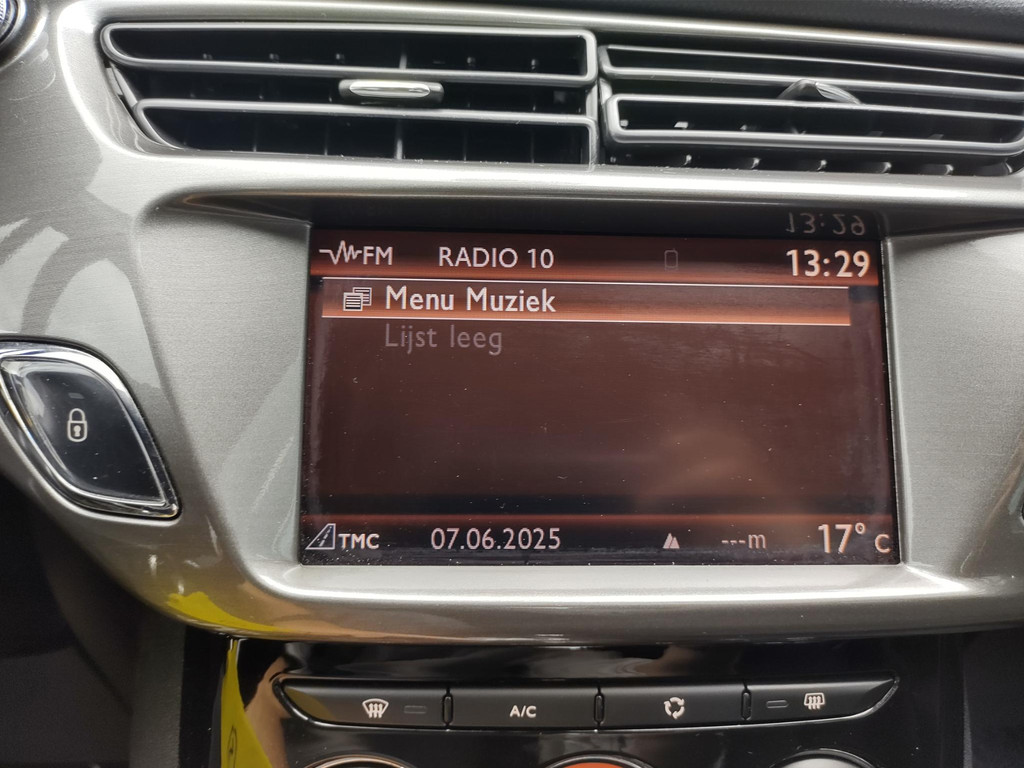 FM RADIO 10 13:29
Menu Muziek
Lijst leeg
TMC 07.06.2025 ---m 17° C
A/C